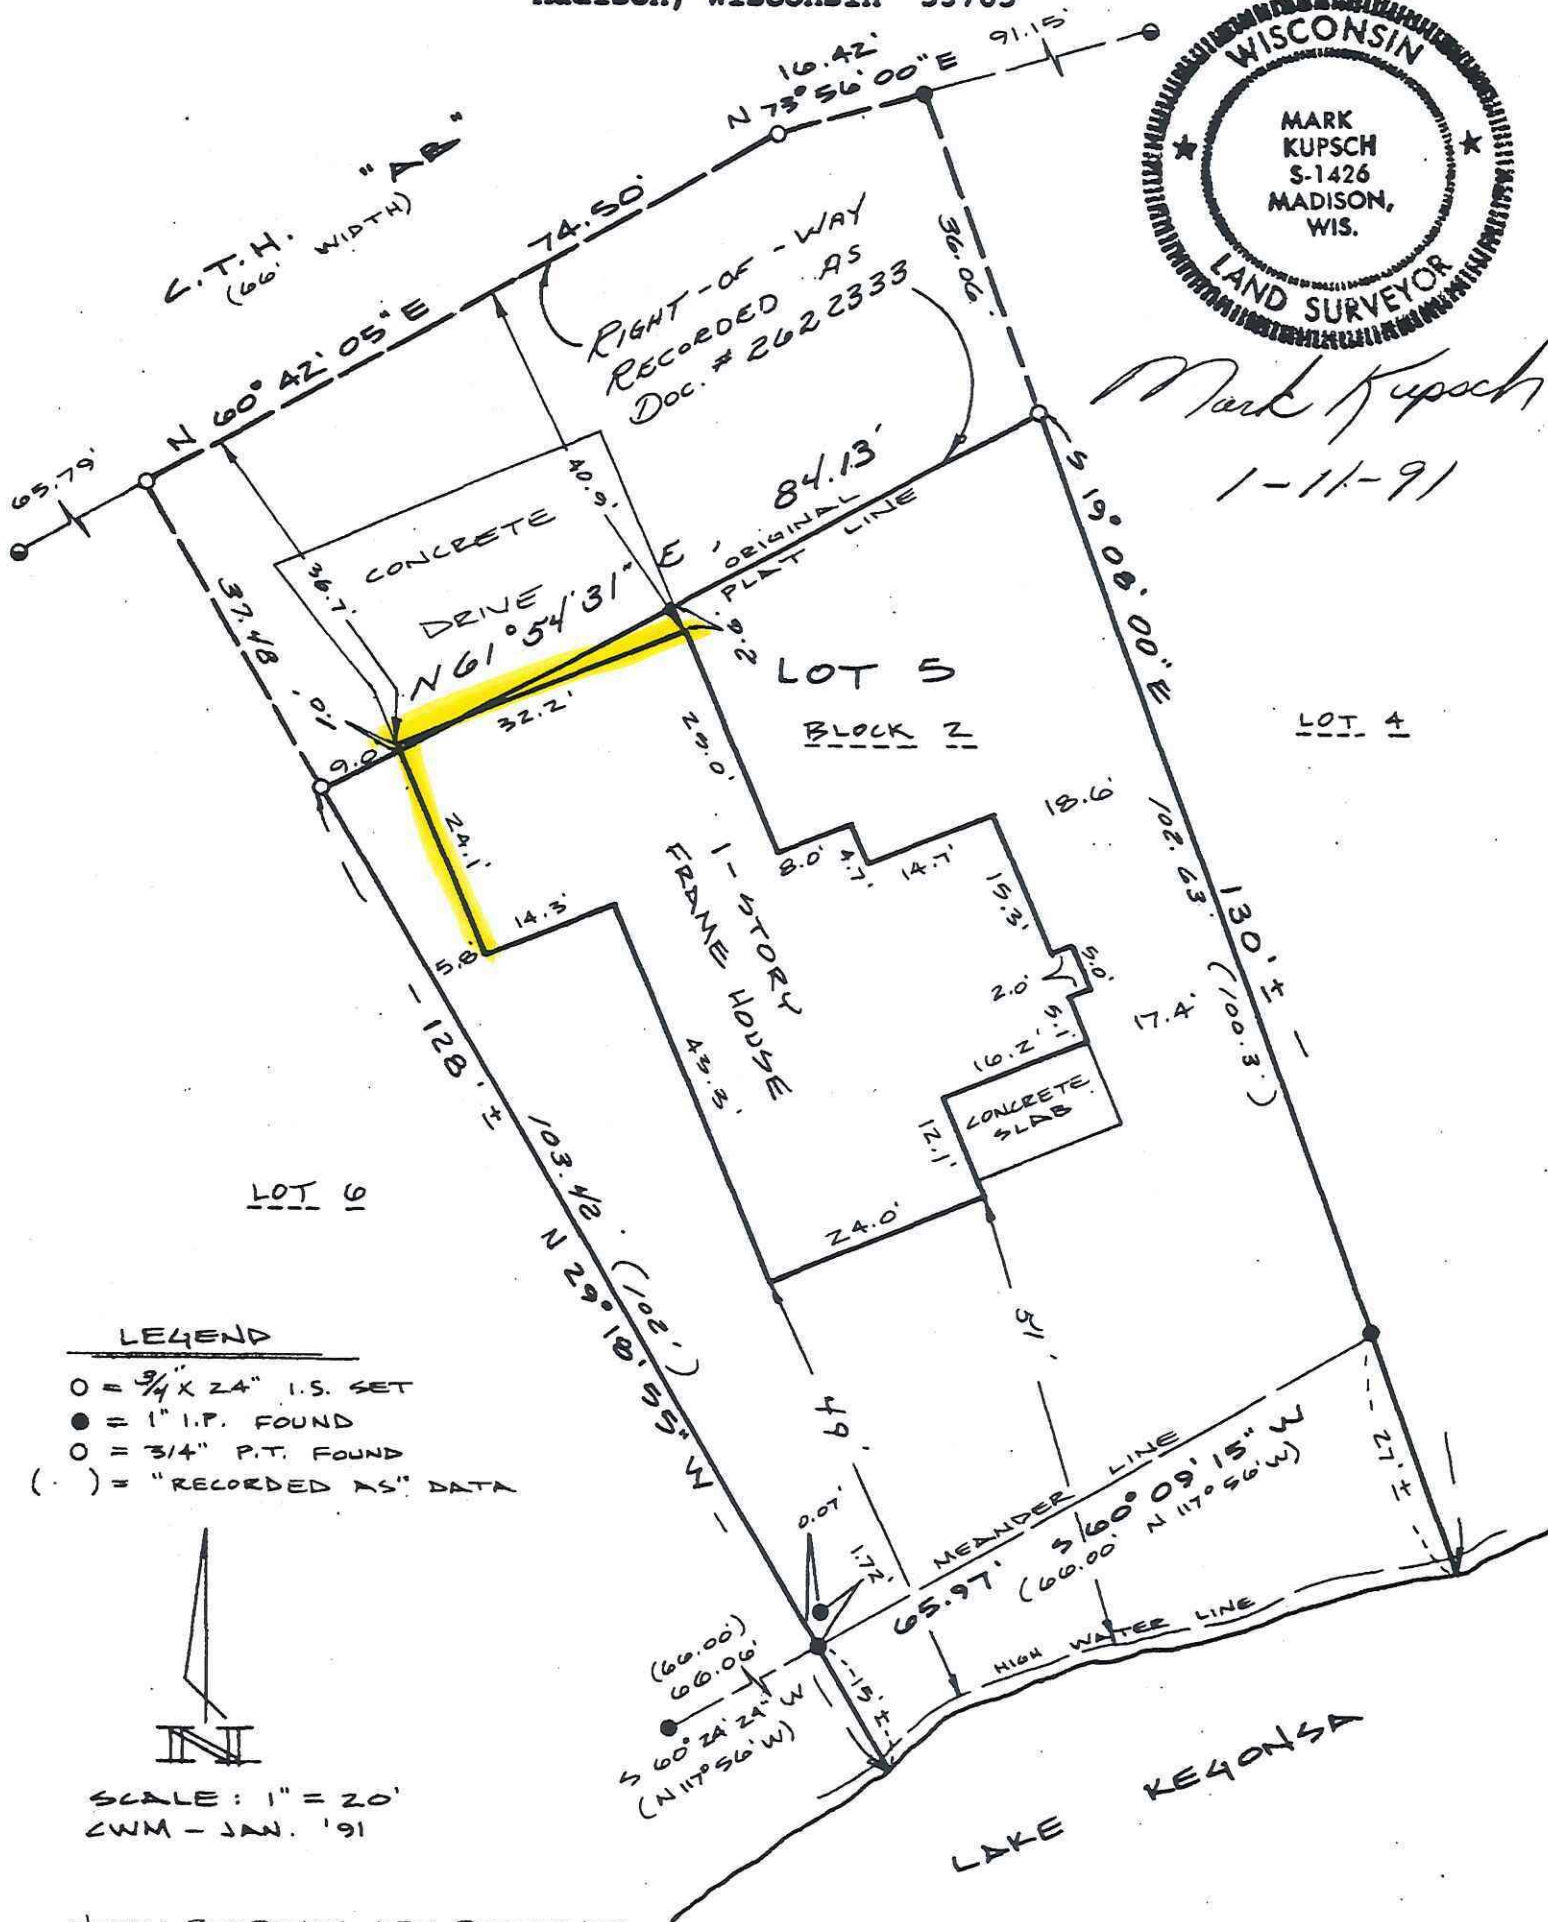 WISCONSIN
MARK
KUPSCH
S-1426
MADISON,
WIS.
LAND SURVEYOR
Mark Kupsch
1-11-91
91.15'
16.42'
N 73° 56' 00" E
C.T.H. "AB"
(66' WIDTH)
74.50'
N 60° 42' 05" E
65.79'
RIGHT-OF-WAY
RECORDED AS
DOC. # 2622333
36.06'
40.9'
84.13'
ORIGINAL
PLAT LINE
CONCRETE
DRIVE
36.7'
37.48'
N 61° 54' 31" E
1.0'
9.0'
32.2'
2.6'
LOT 5
BLOCK 2
LOT 4
S 19° 08' 00" E
102.63'
(100.3')
130' ±
24.1'
5.8'
14.3'
8.0'
4.7'
14.7'
18.6'
15.3'
5.0'
2.0'
5.1'
17.4'
16.2'
CONCRETE
SLAB
12.1'
24.0'
43.3'
1-STORY
FRAME HOUSE
128' ±
103.42'
(102')
N 29° 18' 55" W
LOT 6
LEGEND
O = 3/4" X 24" I.S. SET
● = 1" I.P. FOUND
O = 3/4" P.T. FOUND
( ) = "RECORDED AS" DATA
49'
51'
27' ±
0.07'
1.72'
MEANDER LINE
65.97' S 60° 09' 15" W
(66.00' N 117° 56' W)
HIGH WATER LINE
(66.00')
66.06'
S 60° 24' 24" W
(N 117° 56' W)
15' ±
N
SCALE: 1" = 20'
CWM - JAN. '91
LAKE KEGONSA